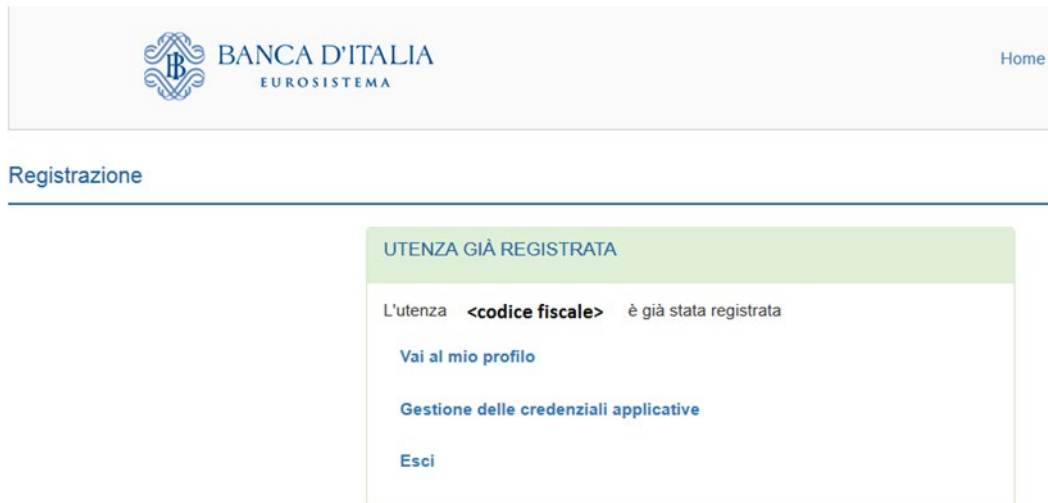 BANCA D'ITALIA
EUROSISTEMA
Home
Registrazione
UTENZA GIÀ REGISTRATA
L'utenza <codice fiscale> è già stata registrata
Vai al mio profilo
Gestione delle credenziali applicative
Esci